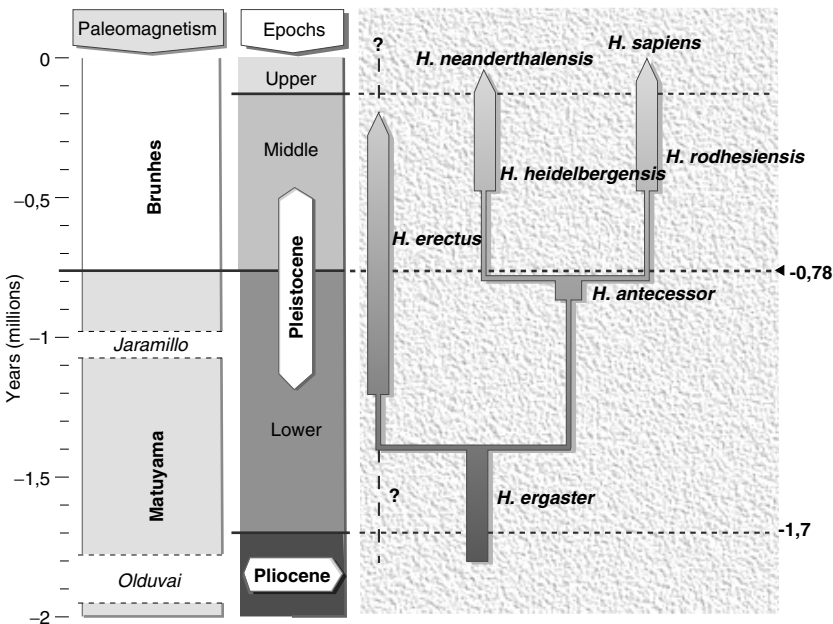 Paleomagnetism
Epochs
?
H. neanderthalensis
H. sapiens
0
Upper
Brunhes
Middle
H. rodhesiensis
H. heidelbergensis
−0,5
H. erectus
Pleistocene
-0,78
H. antecessor
Years (millions)
−1
Jaramillo
Lower
Matuyama
−1,5
?
H. ergaster
-1,7
Olduvai
Pliocene
−2